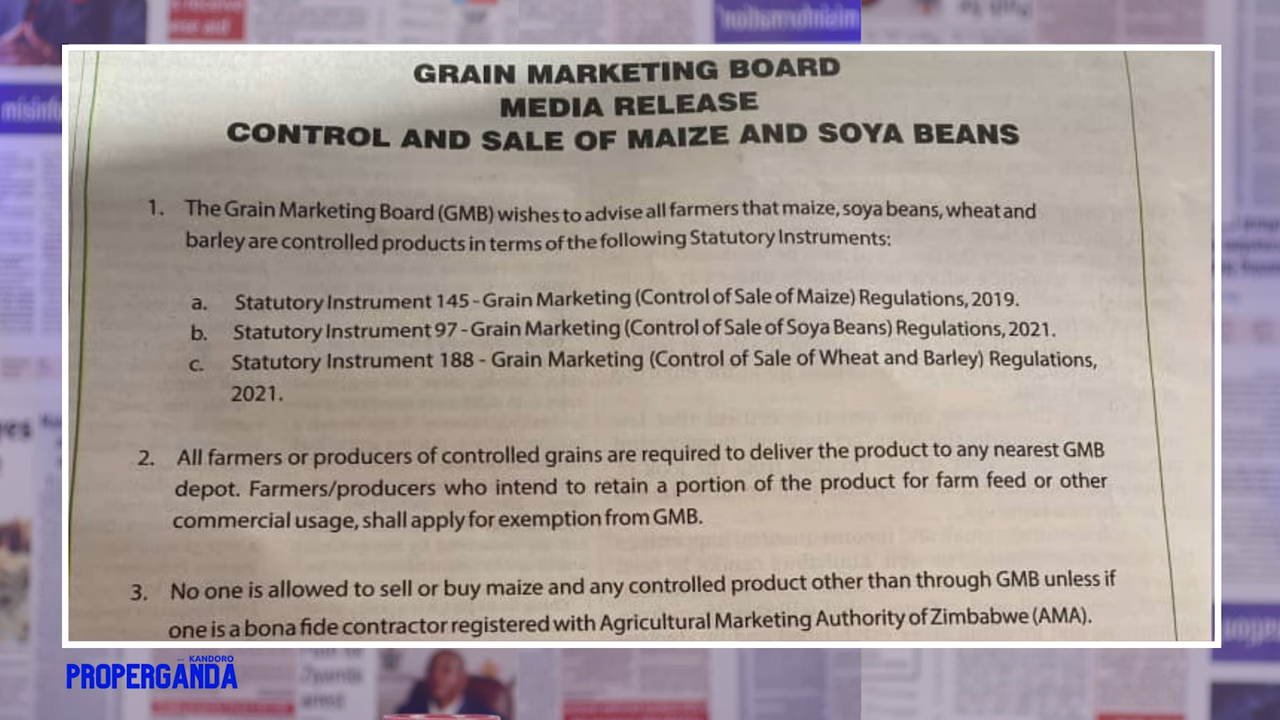 GRAIN MARKETING BOARD
MEDIA RELEASE
CONTROL AND SALE OF MAIZE AND SOYA BEANS
1. The Grain Marketing Board (GMB) wishes to advise all farmers that maize, soya beans, wheat and
barley are controlled products in terms of the following Statutory Instruments:
a. Statutory Instrument 145 - Grain Marketing (Control of Sale of Maize) Regulations, 2019.
b. Statutory Instrument 97 - Grain Marketing (Control of Sale of Soya Beans) Regulations, 2021.
c. Statutory Instrument 188 - Grain Marketing (Control of Sale of Wheat and Barley) Regulations,
2021.
2. All farmers or producers of controlled grains are required to deliver the product to any nearest GMB
depot. Farmers/producers who intend to retain a portion of the product for farm feed or other
commercial usage, shall apply for exemption from GMB.
3. No one is allowed to sell or buy maize and any controlled product other than through GMB unless if
one is a bona fide contractor registered with Agricultural Marketing Authority of Zimbabwe (AMA).
— KANDORO
PROPERGANDA